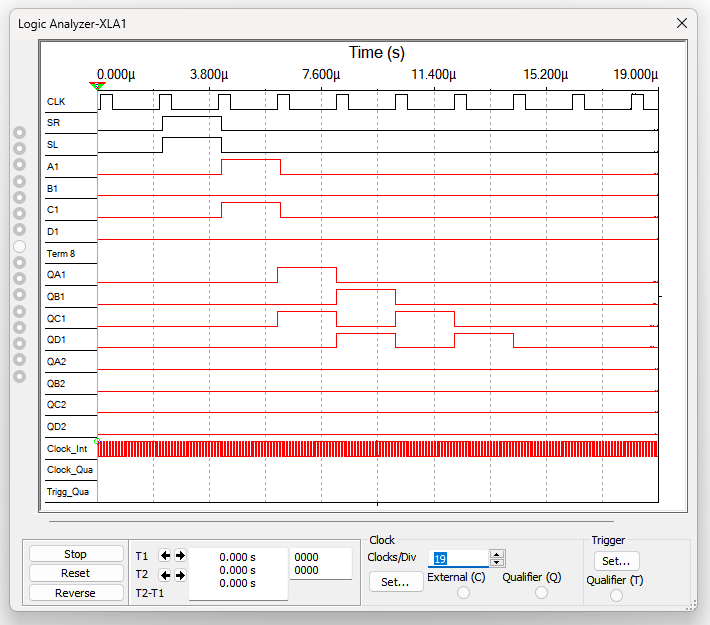 Logic Analyzer-XLA1
Time (s)
0.000µ 3.800µ 7.600µ 11.400µ 15.200µ 19.000µ
CLK
SR
SL
A1
B1
C1
D1
Term 8
QA1
QB1
QC1
QD1
QA2
QB2
QC2
QD2
Clock_Int
Clock_Qua
Trigg_Qua
Stop
Reset
Reverse
T1
T2
T2-T1
0.000 s
0.000 s
0.000 s
0000
0000
Clock
Clocks/Div 19
Set... External (C) Qualifier (Q)
Trigger
Set...
Qualifier (T)